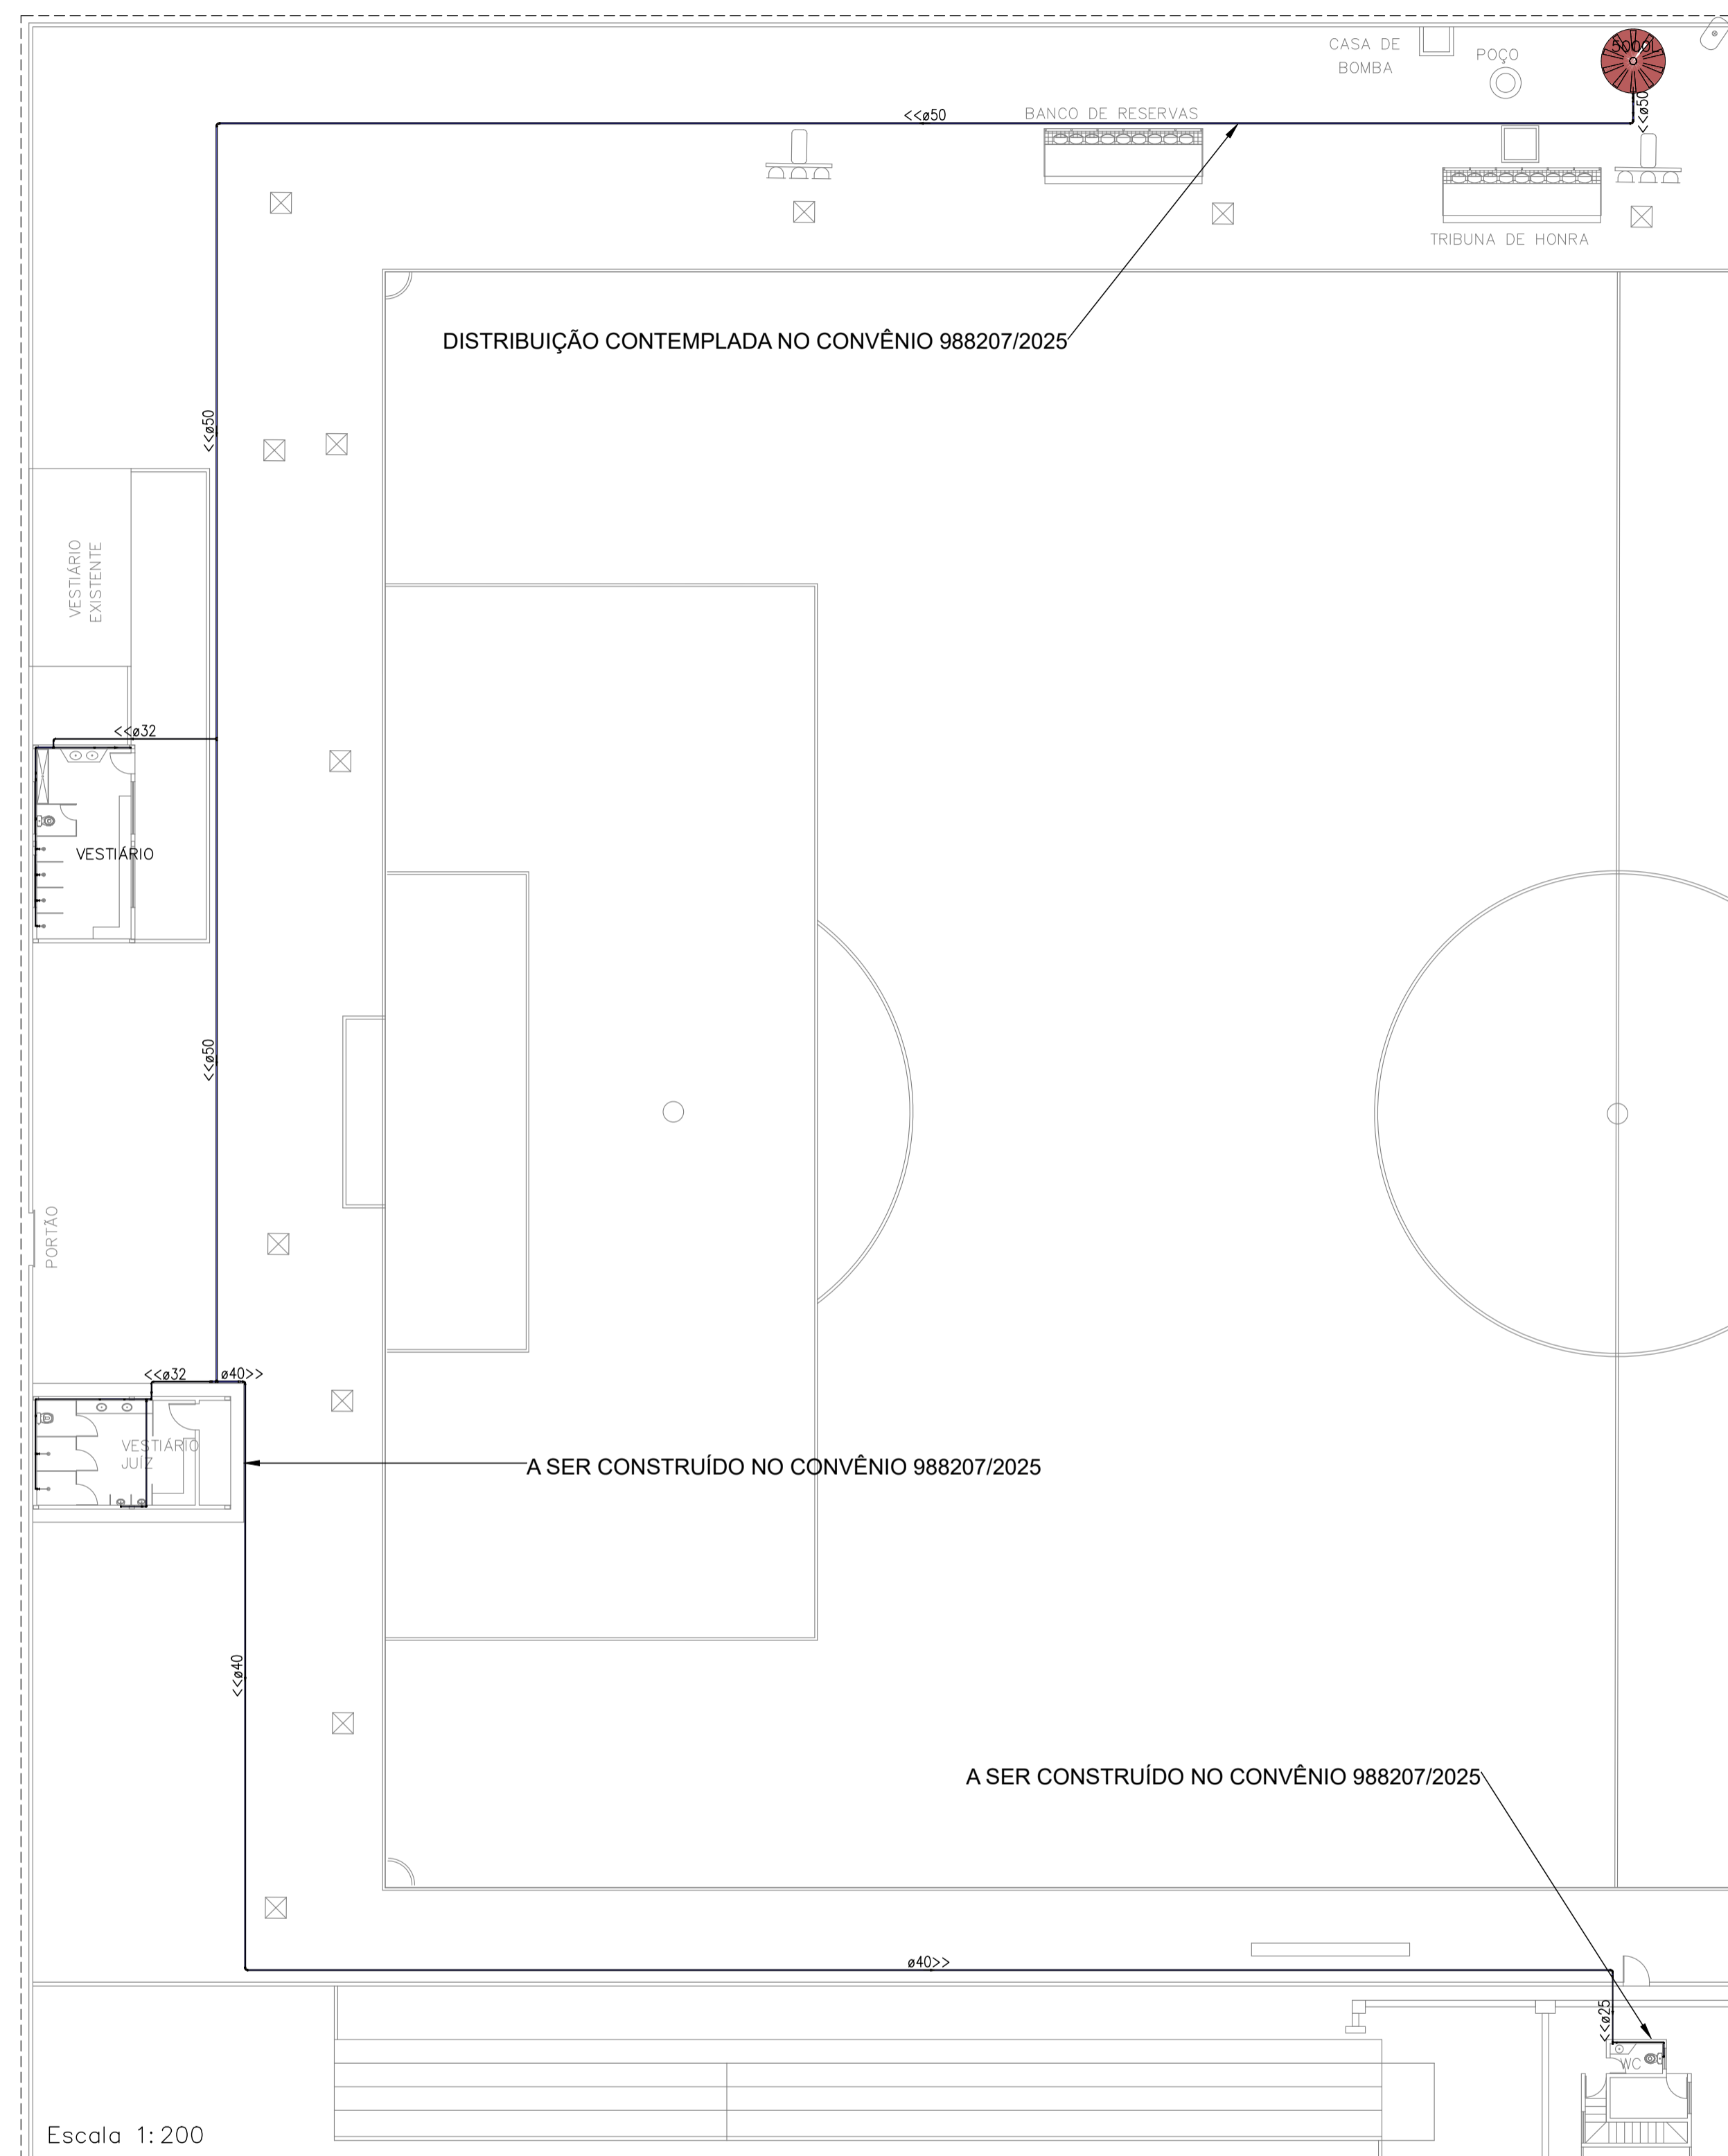 CASA DE
BOMBA
POÇO
5000L
<<ø50
<<ø50
BANCO DE RESERVAS
TRIBUNA DE HONRA
DISTRIBUIÇÃO CONTEMPLADA NO CONVÊNIO 988207/2025
<<ø50
VESTIÁRIO
EXISTENTE
<<ø32
VESTIÁRIO
<<ø50
PORTÃO
<<ø32
ø40>>
VESTIÁRIO
JUÍZ
A SER CONSTRUÍDO NO CONVÊNIO 988207/2025
<<ø40
A SER CONSTRUÍDO NO CONVÊNIO 988207/2025
ø40>>
<<ø25
WC
Escala 1:200